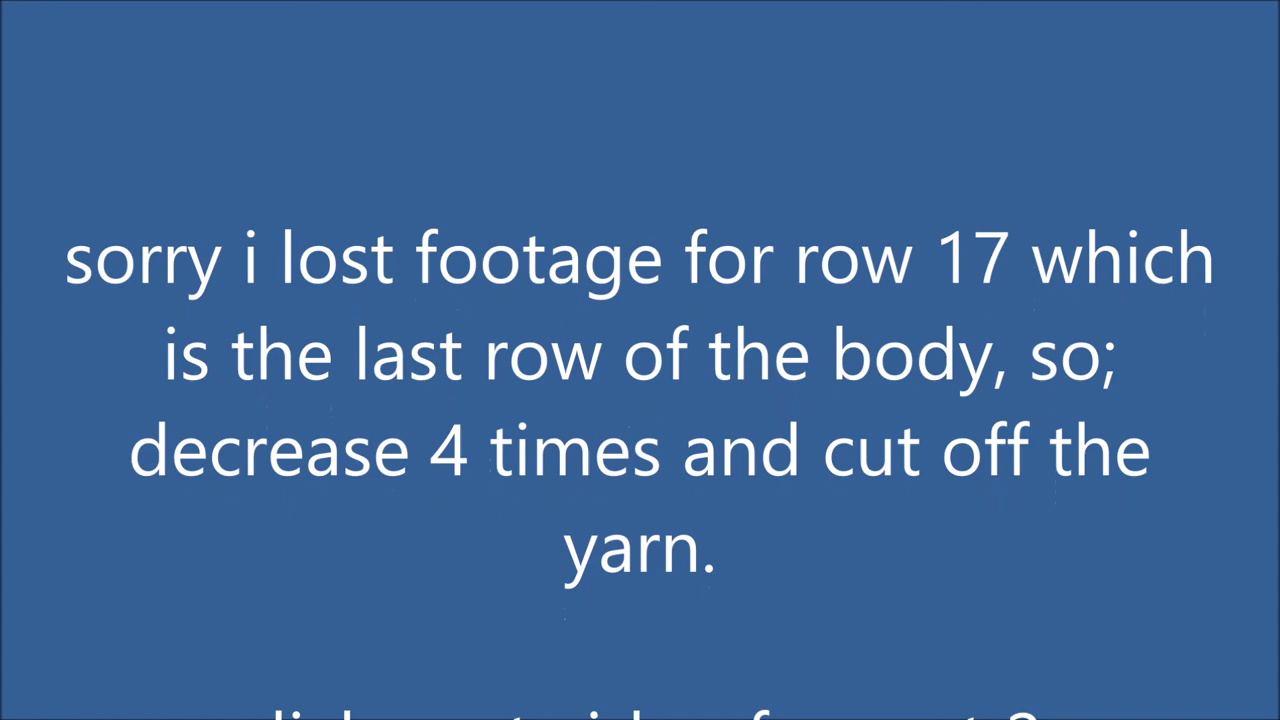 sorry i lost footage for row 17 which
is the last row of the body, so;
decrease 4 times and cut off the
yarn.